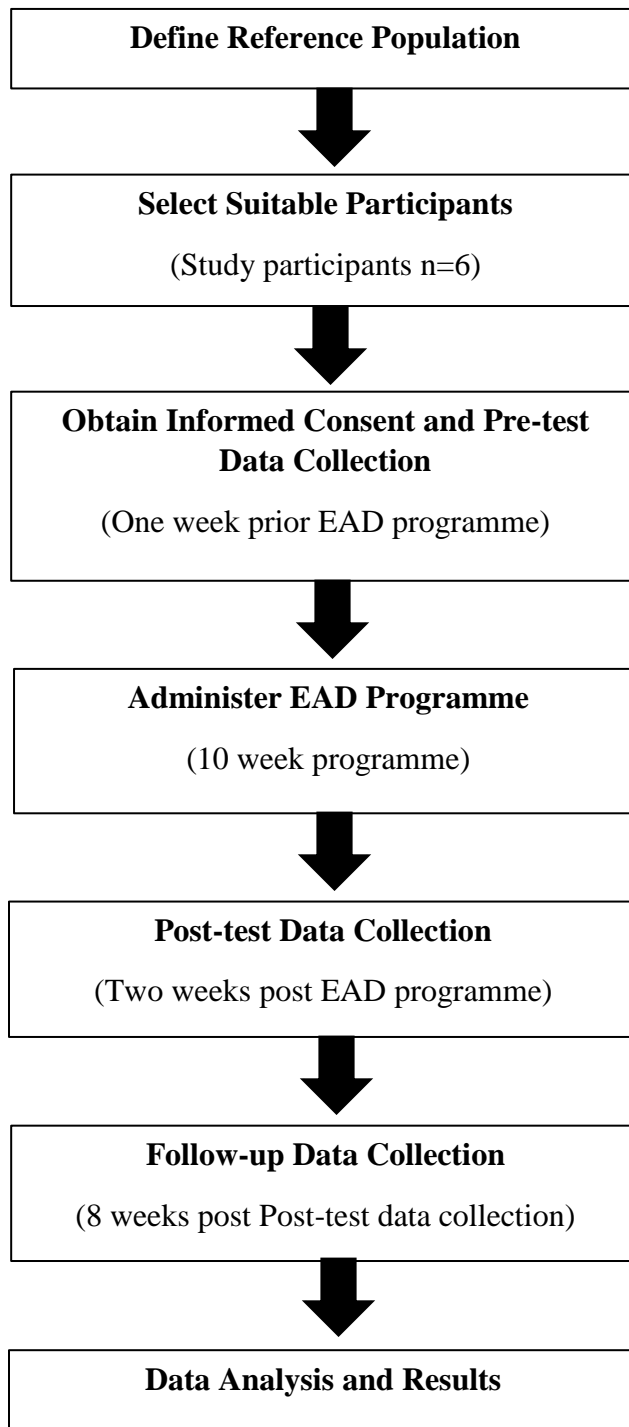 Define Reference Population
Select Suitable Participants
(Study participants n=6)
Obtain Informed Consent and Pre-test
Data Collection
(One week prior EAD programme)
Administer EAD Programme
(10 week programme)
Post-test Data Collection
(Two weeks post EAD programme)
Follow-up Data Collection
(8 weeks post Post-test data collection)
Data Analysis and Results